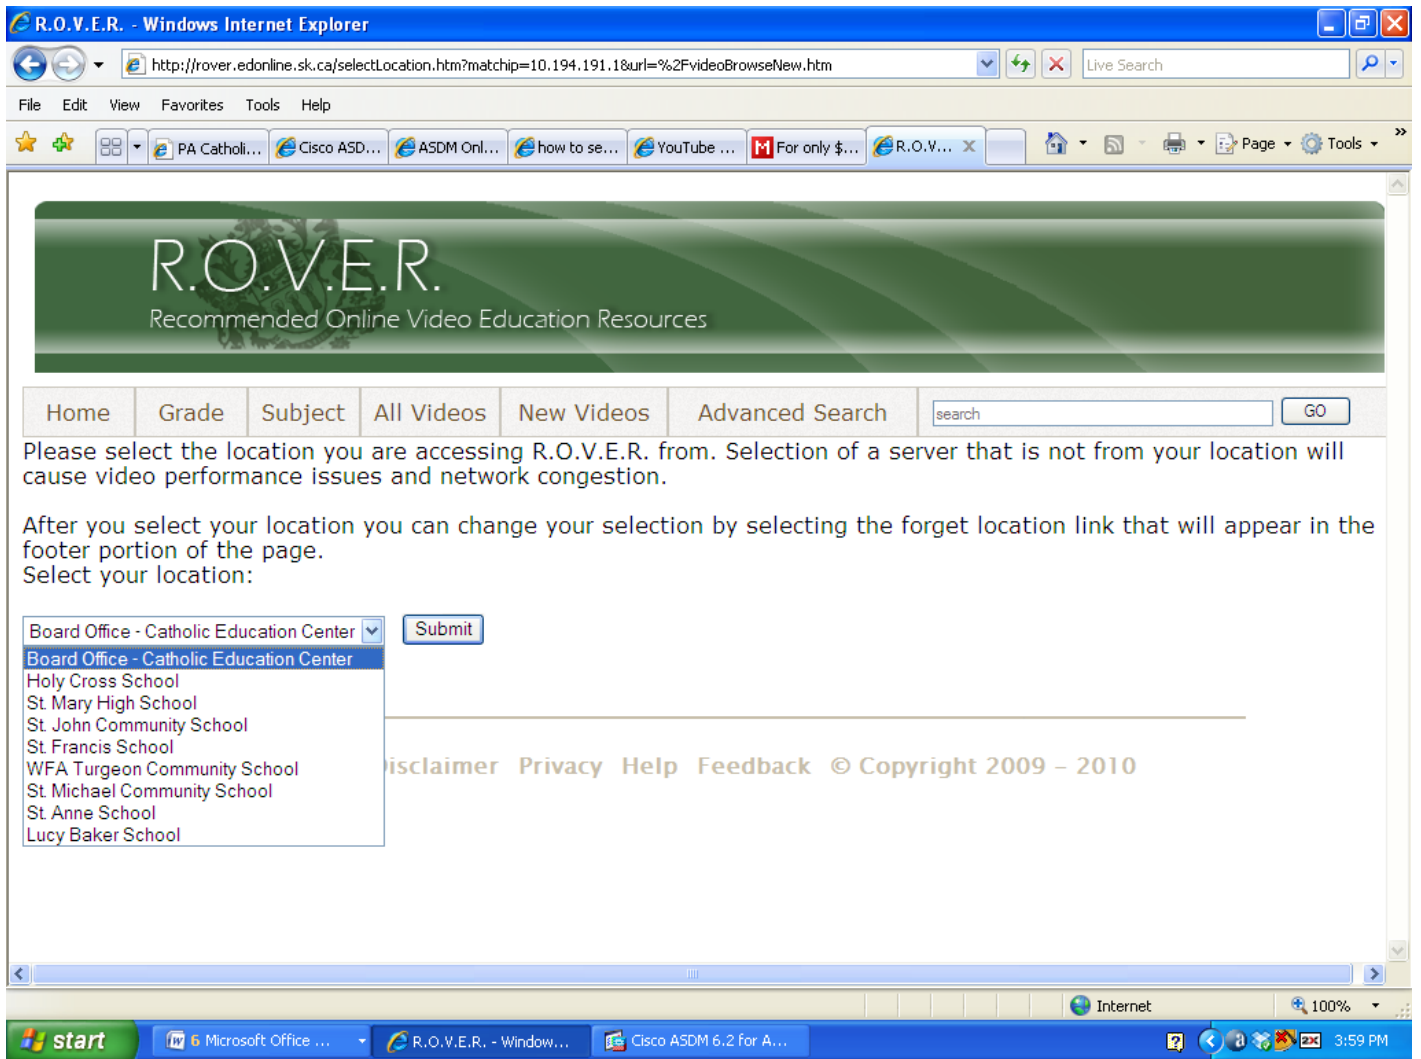 R.O.V.E.R. - Windows Internet Explorer
http://rover.edonline.sk.ca/selectLocation.htm?matchip=10.194.191.1&url=%2FvideoBrowseNew.htm
Live Search
File Edit View Favorites Tools Help
PA Catholi... Cisco ASD... ASDM Onl... how to se... YouTube ... M For only $... R.O.V... X Page Tools »
R.O.V.E.R.
Recommended Online Video Education Resources
Home Grade Subject All Videos New Videos Advanced Search search GO
Please select the location you are accessing R.O.V.E.R. from. Selection of a server that is not from your location will
cause video performance issues and network congestion.
After you select your location you can change your selection by selecting the forget location link that will appear in the
footer portion of the page.
Select your location:
Board Office - Catholic Education Center Submit
Board Office - Catholic Education Center
Holy Cross School
St. Mary High School
St. John Community School
St. Francis School
WFA Turgeon Community School
St. Michael Community School
St. Anne School
Lucy Baker School
isclaimer Privacy Help Feedback © Copyright 2009 – 2010
Internet 100%
start 6 Microsoft Office ... R.O.V.E.R. - Window... Cisco ASDM 6.2 for A... 3:59 PM